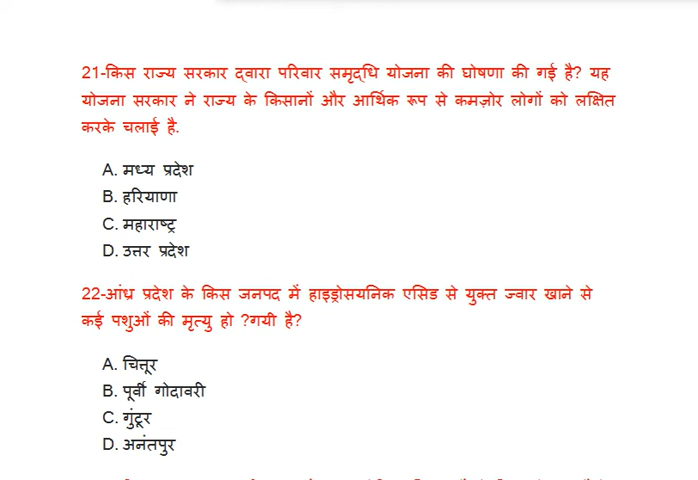 21-किस राज्य सरकार द्वारा परिवार समृद्धि योजना की घोषणा की गई है? यह
योजना सरकार ने राज्य के किसानों और आर्थिक रूप से कमज़ोर लोगों को लक्षित
करके चलाई है.
A. मध्य प्रदेश
B. हरियाणा
C. महाराष्ट्र
D. उत्तर प्रदेश
22-आंध्र प्रदेश के किस जनपद में हाइड्रोसयनिक एसिड से युक्त ज्वार खाने से
कई पशुओं की मृत्यु हो ?गयी है?
A. चित्तूर
B. पूर्वी गोदावरी
C. गुंटूर
D. अनंतपुर